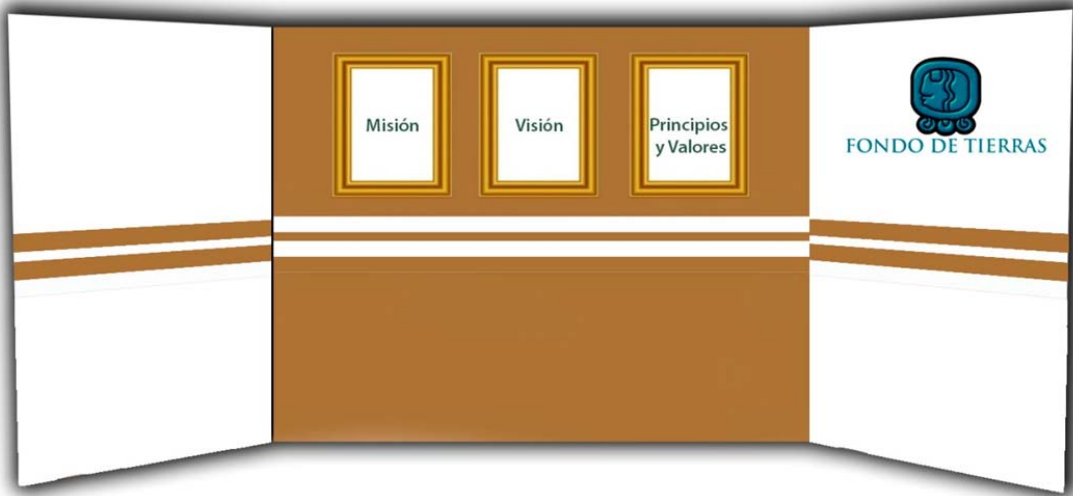 Misión
Visión
Principios
y Valores
FONDO DE TIERRAS